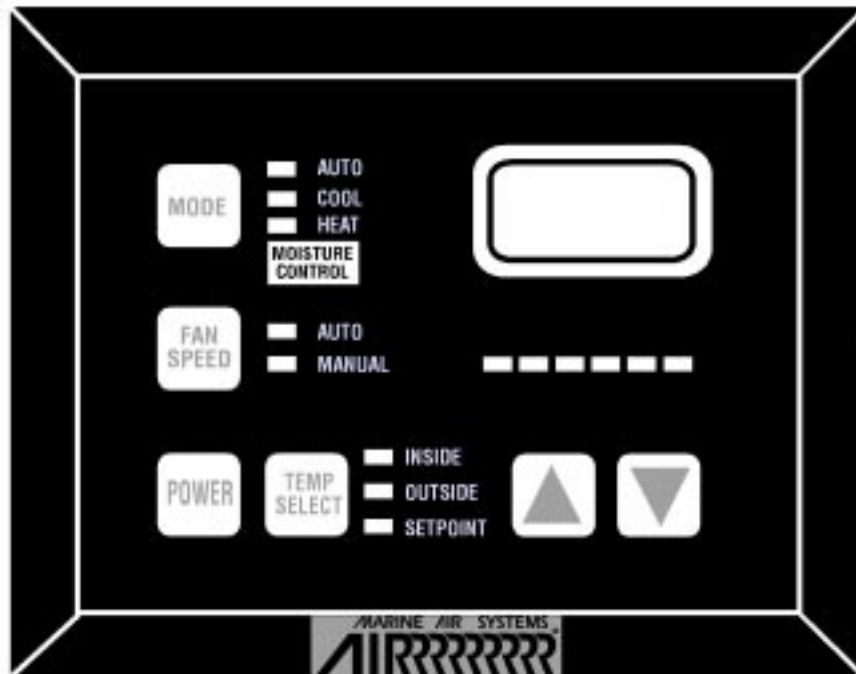 MODE
AUTO
COOL
HEAT
MOISTURE
CONTROL
FAN
SPEED
AUTO
MANUAL
POWER
TEMP
SELECT
INSIDE
OUTSIDE
SETPOINT
MARINE AIR SYSTEMS
AIRRRRRRRRR